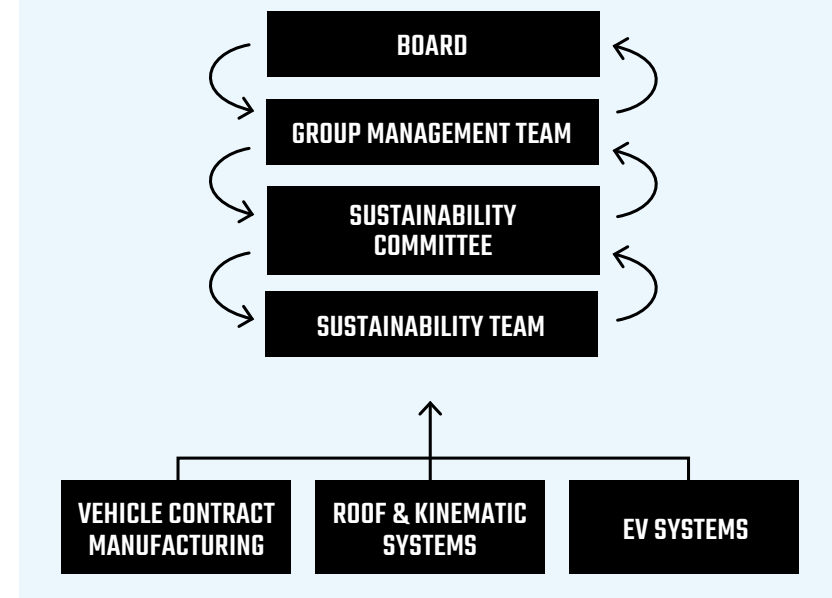 BOARD
GROUP MANAGEMENT TEAM
SUSTAINABILITY
COMMITTEE
SUSTAINABILITY TEAM
VEHICLE CONTRACT
MANUFACTURING
ROOF & KINEMATIC
SYSTEMS
EV SYSTEMS